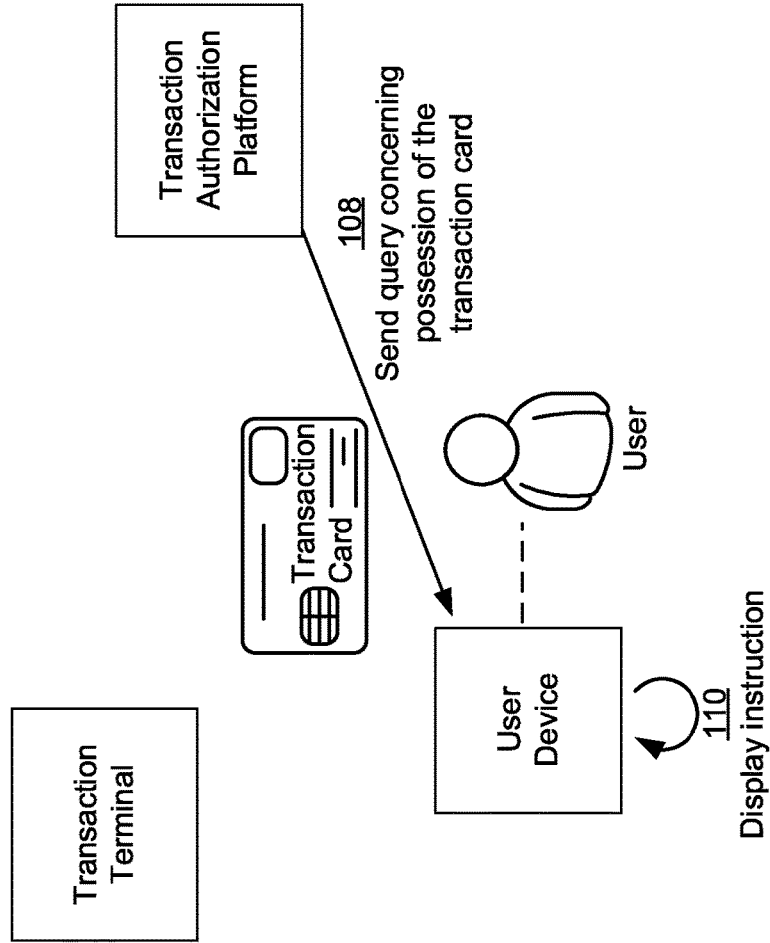 Transaction
Terminal
Transaction
Authorization
Platform
Transaction
Card
108
Send query concerning
possession of the
transaction card
User
Device
User
110
Display instruction